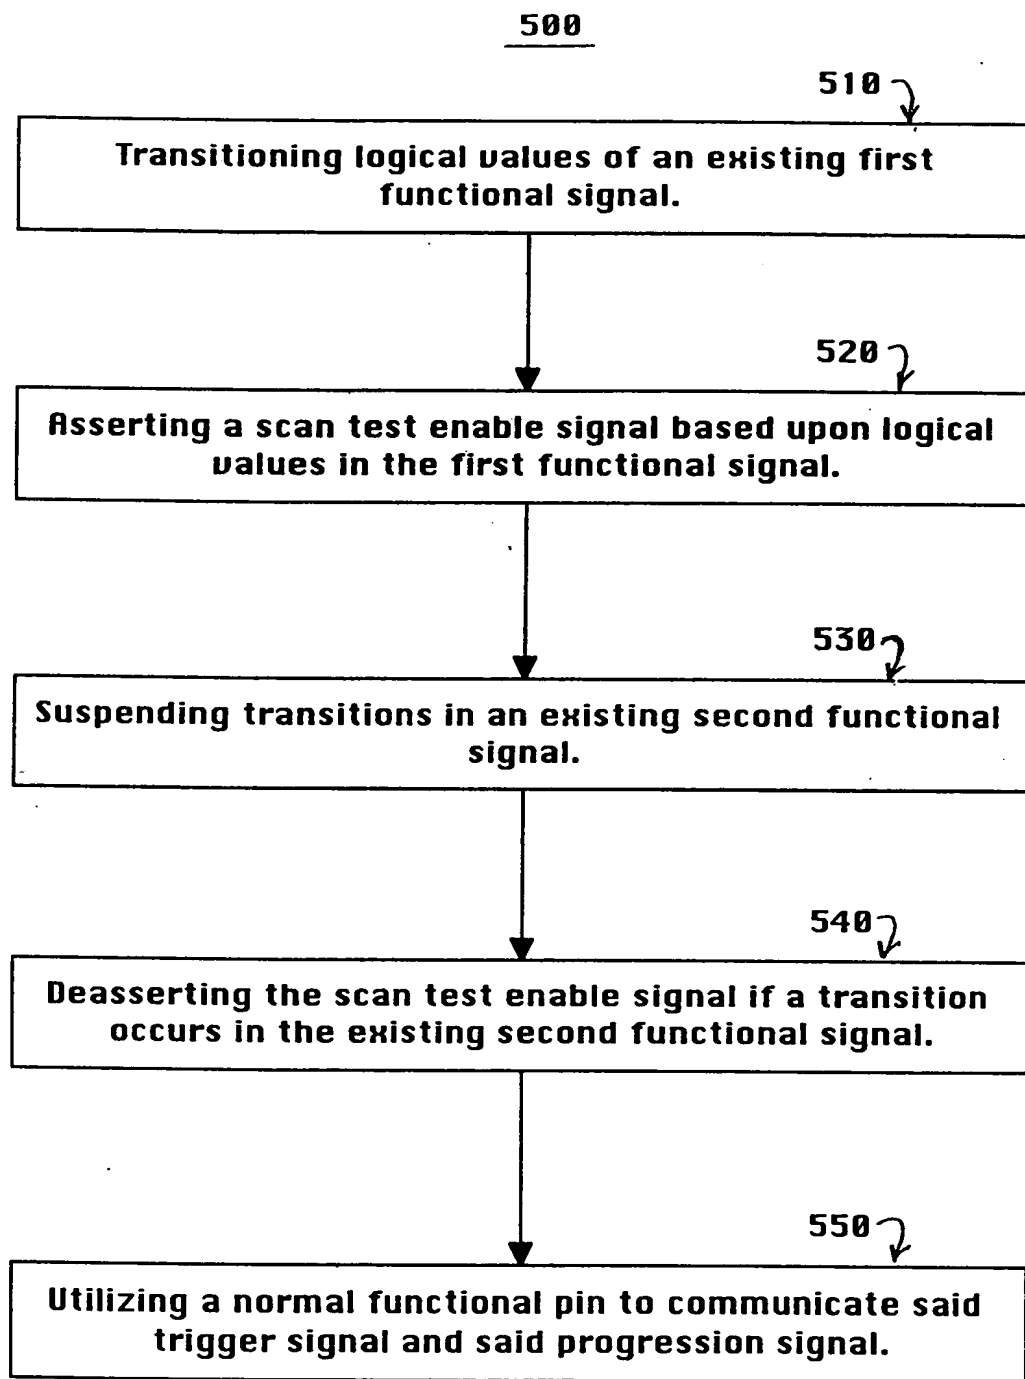 500
510
Transitioning logical values of an existing first
functional signal.
520
Asserting a scan test enable signal based upon logical
values in the first functional signal.
530
Suspending transitions in an existing second functional
signal.
540
Deasserting the scan test enable signal if a transition
occurs in the existing second functional signal.
550
Utilizing a normal functional pin to communicate said
trigger signal and said progression signal.